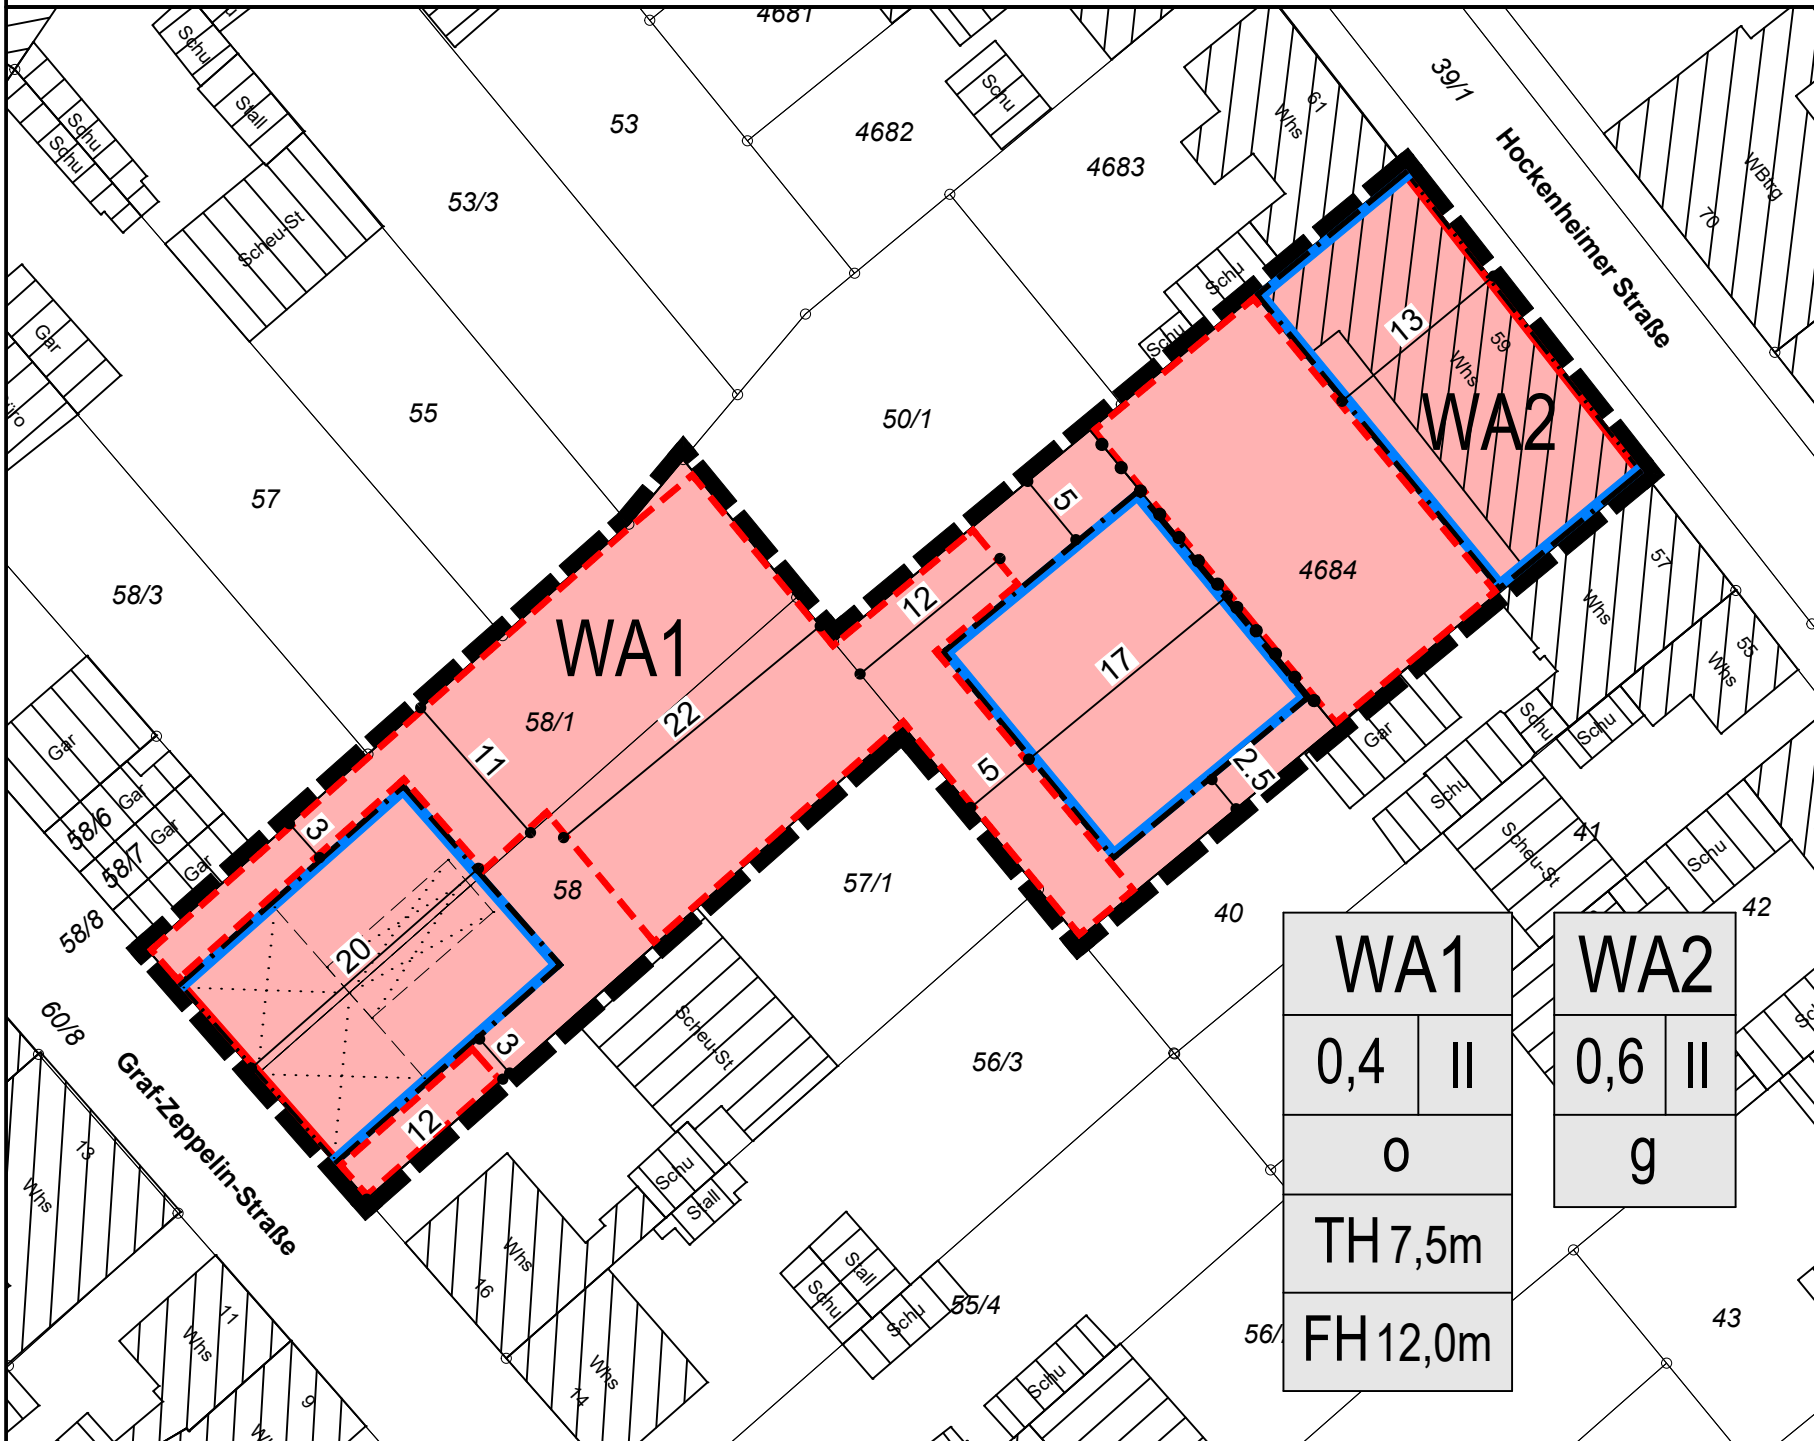 4681
39/1
Schu
Stall
Schu
Schu
53
4682
4683
Schu
61
Whs
Hockenheimer Straße
WBtrg
70
53/3
Scheu-St
Schu
Schu
Gar
55
50/1
13
59
Whs
WA2
57
5
58/3
WA1
12
4684
57
Whs
55
Whs
58/1
22
17
11
Schu
Schu
Gar
Gar
Gar
Gar
Gar
58/6
58/7
58/8
3
5
2.5
Schu
41
Scheu-St
Schu
42
58
57/1
40
20
60/8
Scheu-St
3
56/3
12
Graf-Zeppelin-Straße
13
Whs
Schu
Stall
Whs
16
Whs
11
Stall
Schu
Schu
55/4
Whs
14
9
Schu
43
WA1
0,4 II
o
TH 7,5m
FH 12,0m
WA2
0,6 II
g